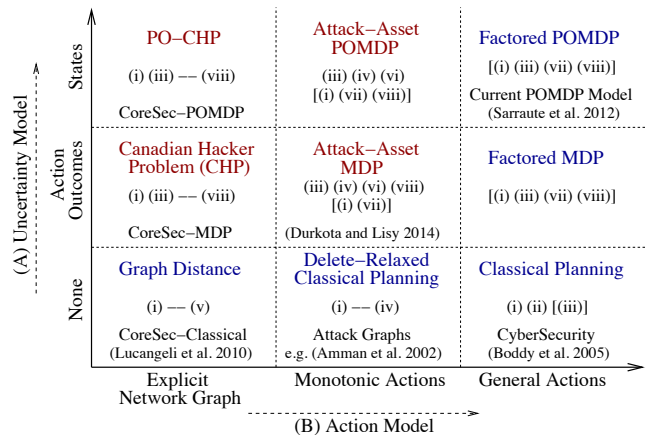 (A) Uncertainty Model
States
PO–CHP
(i) (iii) –– (viii)
CoreSec–POMDP
Attack–Asset
POMDP
(iii) (iv) (vi)
[(i) (vii) (viii)]
Factored POMDP
[(i) (iii) (vii) (viii)]
Current POMDP Model
(Sarraute et al. 2012)
Action
Outcomes
Canadian Hacker
Problem (CHP)
(i) (iii) –– (viii)
CoreSec–MDP
Attack–Asset
MDP
(iii) (iv) (vi) (viii)
[(i) (vii)]
(Durkota and Lisy 2014)
Factored MDP
[(i) (iii) (vii) (viii)]
None
Graph Distance
(i) –– (v)
CoreSec–Classical
(Lucangeli et al. 2010)
Delete–Relaxed
Classical Planning
(i) –– (iv)
Attack Graphs
e.g. (Amman et al. 2002)
Classical Planning
(i) (ii) [(iii)]
CyberSecurity
(Boddy et al. 2005)
Explicit
Network Graph
Monotonic Actions
General Actions
(B) Action Model